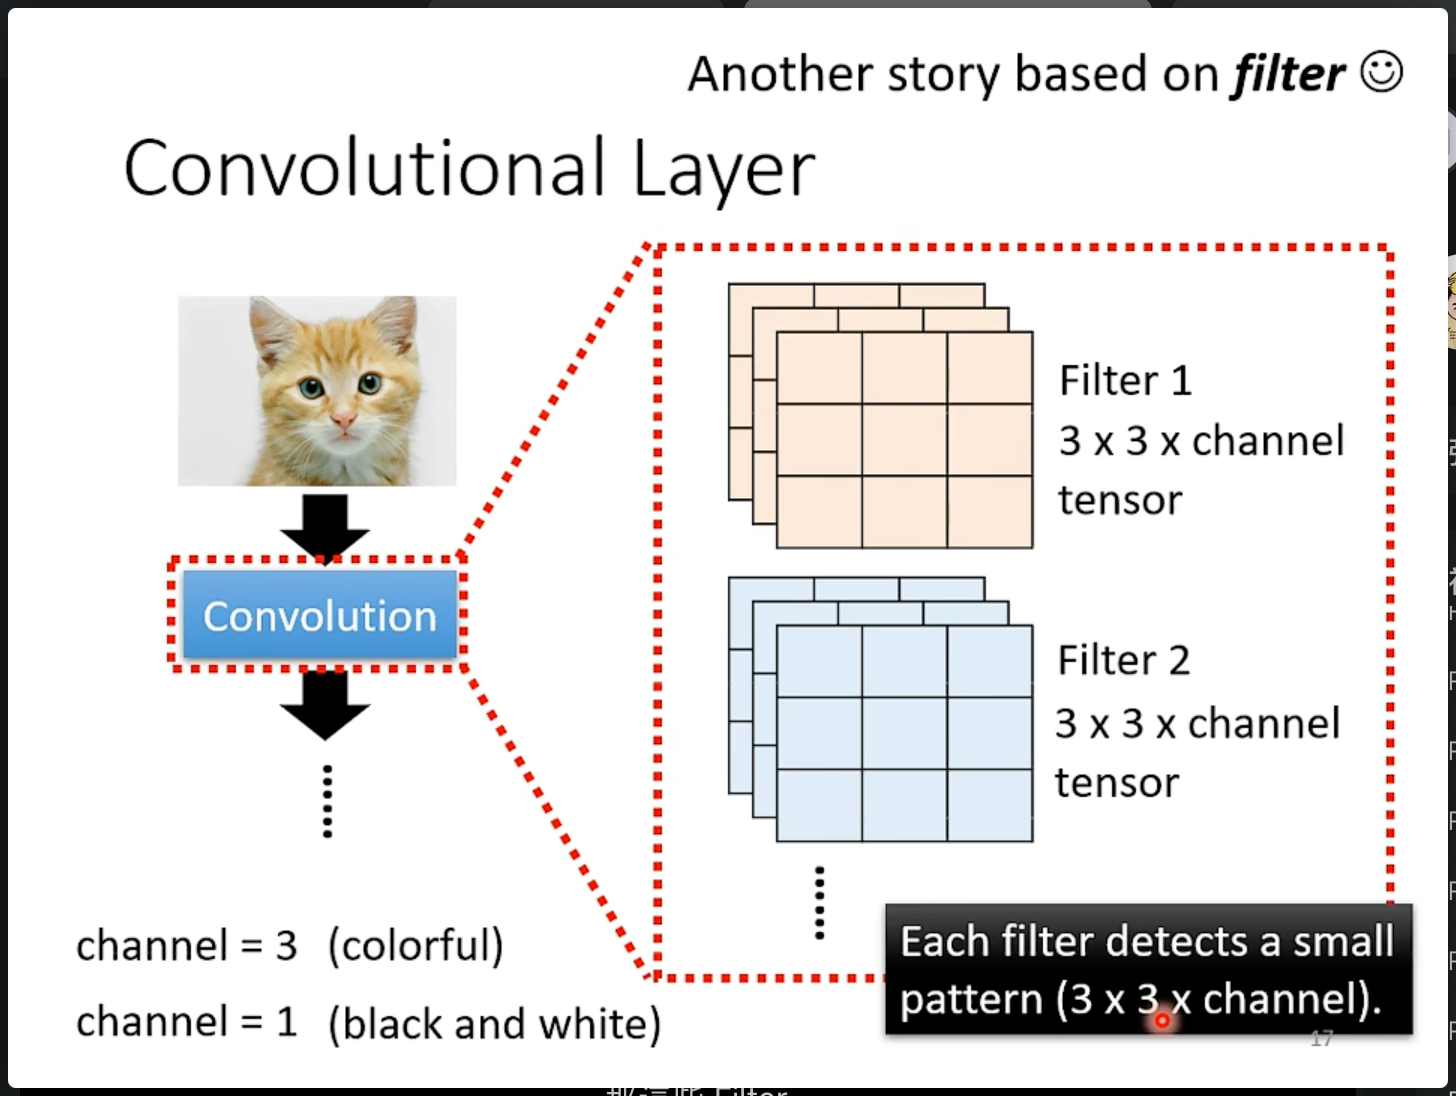 Another story based on filter
Convolutional Layer
Convolution
Filter 1
3 x 3 x channel
tensor
Filter 2
3 x 3 x channel
tensor
channel = 3 (colorful)
channel = 1 (black and white)
Each filter detects a small
pattern (3 x 3 x channel).
17
Filter